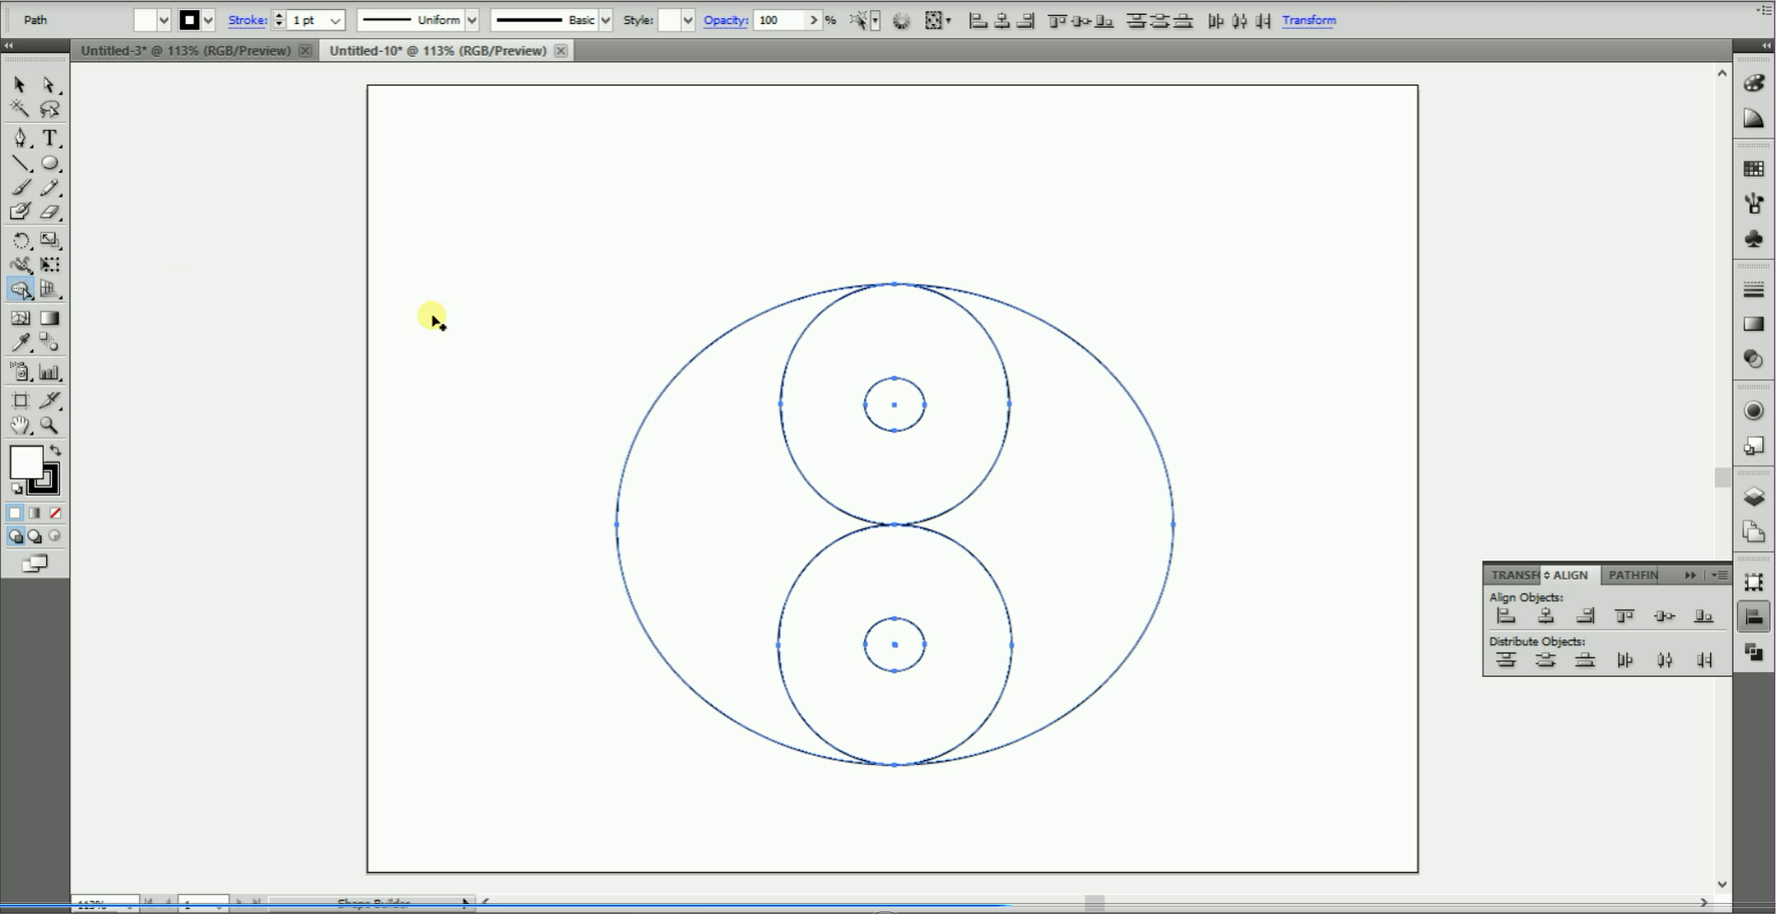 Path Stroke: 1 pt Uniform Basic Style: Opacity: 100 % Transform
Untitled-3* @ 113% (RGB/Preview) Untitled-10* @ 113% (RGB/Preview)
T
TRANSF ALIGN PATHFIN
Align Objects:
Distribute Objects:
113% 1 Shape Builder